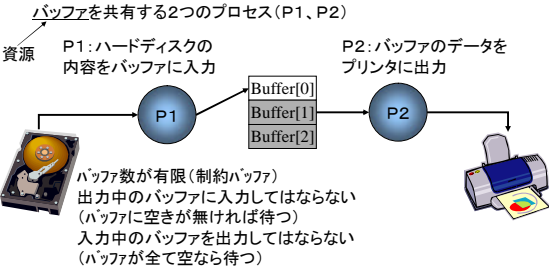 バッファを共有する2つのプロセス(P1、P2)
資源
P1:ハードディスクの
内容をバッファに入力
P2:バッファのデータを
プリンタに出力
P1
Buffer[0]
Buffer[1]
Buffer[2]
P2
バッファ数が有限(制約バッファ)
出力中のバッファに入力してはならない
(バッファに空きが無ければ待つ)
入力中のバッファを出力してはならない
(バッファが全て空なら待つ)